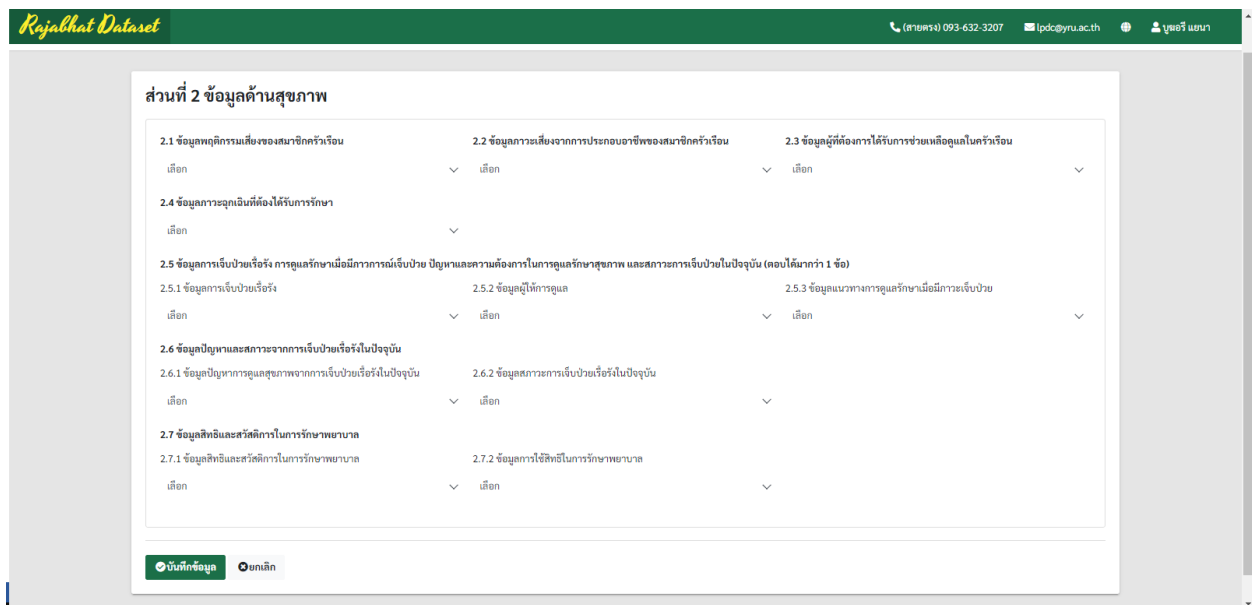 Rajabhat Dataset
(สายตรง) 093-632-3207 lpdc@yru.ac.th บูฆอรี แยนา
ส่วนที่ 2 ข้อมูลด้านสุขภาพ
2.1 ข้อมูลพฤติกรรมเสี่ยงของสมาชิกครัวเรือน 2.2 ข้อมูลภาวะเสี่ยงจากการประกอบอาชีพของสมาชิกครัวเรือน 2.3 ข้อมูลผู้ที่ต้องการได้รับการช่วยเหลือดูแลในครัวเรือน
เลือก เลือก เลือก
2.4 ข้อมูลภาวะฉุกเฉินที่ต้องได้รับการรักษา
เลือก
2.5 ข้อมูลการเจ็บป่วยเรื้อรัง การดูแลรักษาเมื่อมีภาวการณ์เจ็บป่วย ปัญหาและความต้องการในการดูแลรักษาสุขภาพ และสภาวะการเจ็บป่วยในปัจจุบัน (ตอบได้มากว่า 1 ข้อ)
2.5.1 ข้อมูลการเจ็บป่วยเรื้อรัง 2.5.2 ข้อมูลผู้ให้การดูแล 2.5.3 ข้อมูลแนวทางการดูแลรักษาเมื่อมีภาวะเจ็บป่วย
เลือก เลือก เลือก
2.6 ข้อมูลปัญหาและสภาวะจากการเจ็บป่วยเรื้อรังในปัจจุบัน
2.6.1 ข้อมูลปัญหาการดูแลสุขภาพจากการเจ็บป่วยเรื้อรังในปัจจุบัน 2.6.2 ข้อมูลสภาวะการเจ็บป่วยเรื้อรังในปัจจุบัน
เลือก เลือก
2.7 ข้อมูลสิทธิและสวัสดิการในการรักษาพยาบาล
2.7.1 ข้อมูลสิทธิและสวัสดิการในการรักษาพยาบาล 2.7.2 ข้อมูลการใช้สิทธิในการรักษาพยาบาล
เลือก เลือก
บันทึกข้อมูล ยกเลิก